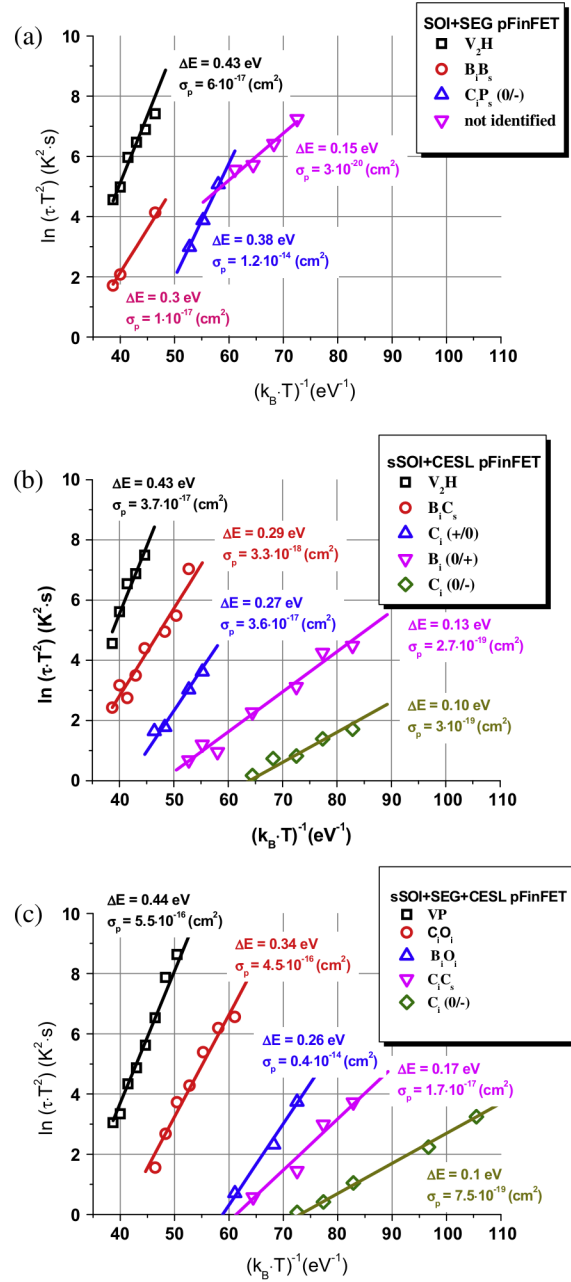 (a)
SOI+SEG pFinFET
V₂H
BᵢBₛ
CᵢPₛ (0/-)
not identified
ΔE = 0.43 eV
σₚ = 6·10⁻¹⁷ (cm²)
ΔE = 0.15 eV
σₚ = 3·10⁻²⁰ (cm²)
ΔE = 0.38 eV
σₚ = 1.2·10⁻¹⁴ (cm²)
ΔE = 0.3 eV
σₚ = 1·10⁻¹⁷ (cm²)
ln (τ·T²) (K²·s)
10
8
6
4
2
0
40 50 60 70 80 90 100 110
(k_B·T)⁻¹(eV⁻¹)
(b)
sSOI+CESL pFinFET
V₂H
BᵢCₛ
Cᵢ (+/0)
Bᵢ (0/+)
Cᵢ (0/-)
ΔE = 0.43 eV
σₚ = 3.7·10⁻¹⁷ (cm²)
ΔE = 0.29 eV
σₚ = 3.3·10⁻¹⁸ (cm²)
ΔE = 0.27 eV
σₚ = 3.6·10⁻¹⁷ (cm²)
ΔE = 0.13 eV
σₚ = 2.7·10⁻¹⁹ (cm²)
ΔE = 0.10 eV
σₚ = 3·10⁻¹⁹ (cm²)
ln (τ·T²) (K²·s)
10
8
6
4
2
0
40 50 60 70 80 90 100 110
(k_B·T)⁻¹(eV⁻¹)
(c)
sSOI+SEG+CESL pFinFET
VP
CᵢOᵢ
BᵢOᵢ
CᵢCₛ
Cᵢ (0/-)
ΔE = 0.44 eV
σₚ = 5.5·10⁻¹⁶ (cm²)
ΔE = 0.34 eV
σₚ = 4.5·10⁻¹⁶ (cm²)
ΔE = 0.26 eV
σₚ = 0.4·10⁻¹⁴ (cm²)
ΔE = 0.17 eV
σₚ = 1.7·10⁻¹⁷ (cm²)
ΔE = 0.1 eV
σₚ = 7.5·10⁻¹⁹ (cm²)
ln (τ·T²) (K²·s)
10
8
6
4
2
0
40 50 60 70 80 90 100 110
(k_B·T)⁻¹(eV⁻¹)